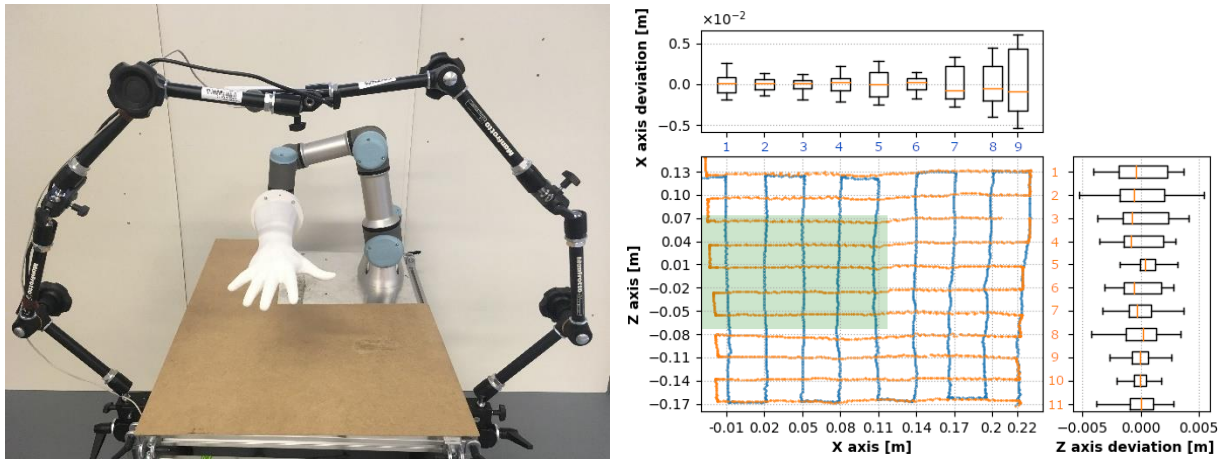 Manfrotto
Manfrotto
Manfrotto
Manfrotto
×10⁻²
X axis deviation [m]
0.5
0.0
−0.5
1 2 3 4 5 6 7 8 9
Z axis [m]
0.13
0.10
0.07
0.04
0.01
−0.02
−0.05
−0.08
−0.11
−0.14
−0.17
-0.01 0.02 0.05 0.08 0.11 0.14 0.17 0.2 0.22
X axis [m]
1
2
3
4
5
6
7
8
9
10
11
−0.005 0.000 0.005
Z axis deviation [m]